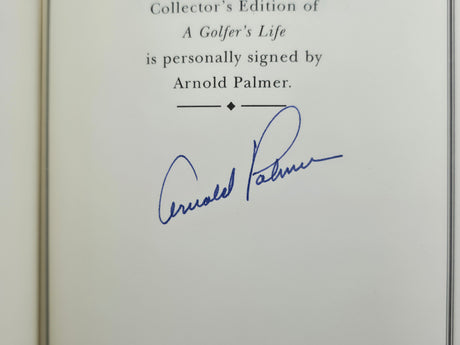 Collector's Edition of
A Golfer's Life
is personally signed by
Arnold Palmer.
Arnold Palmer